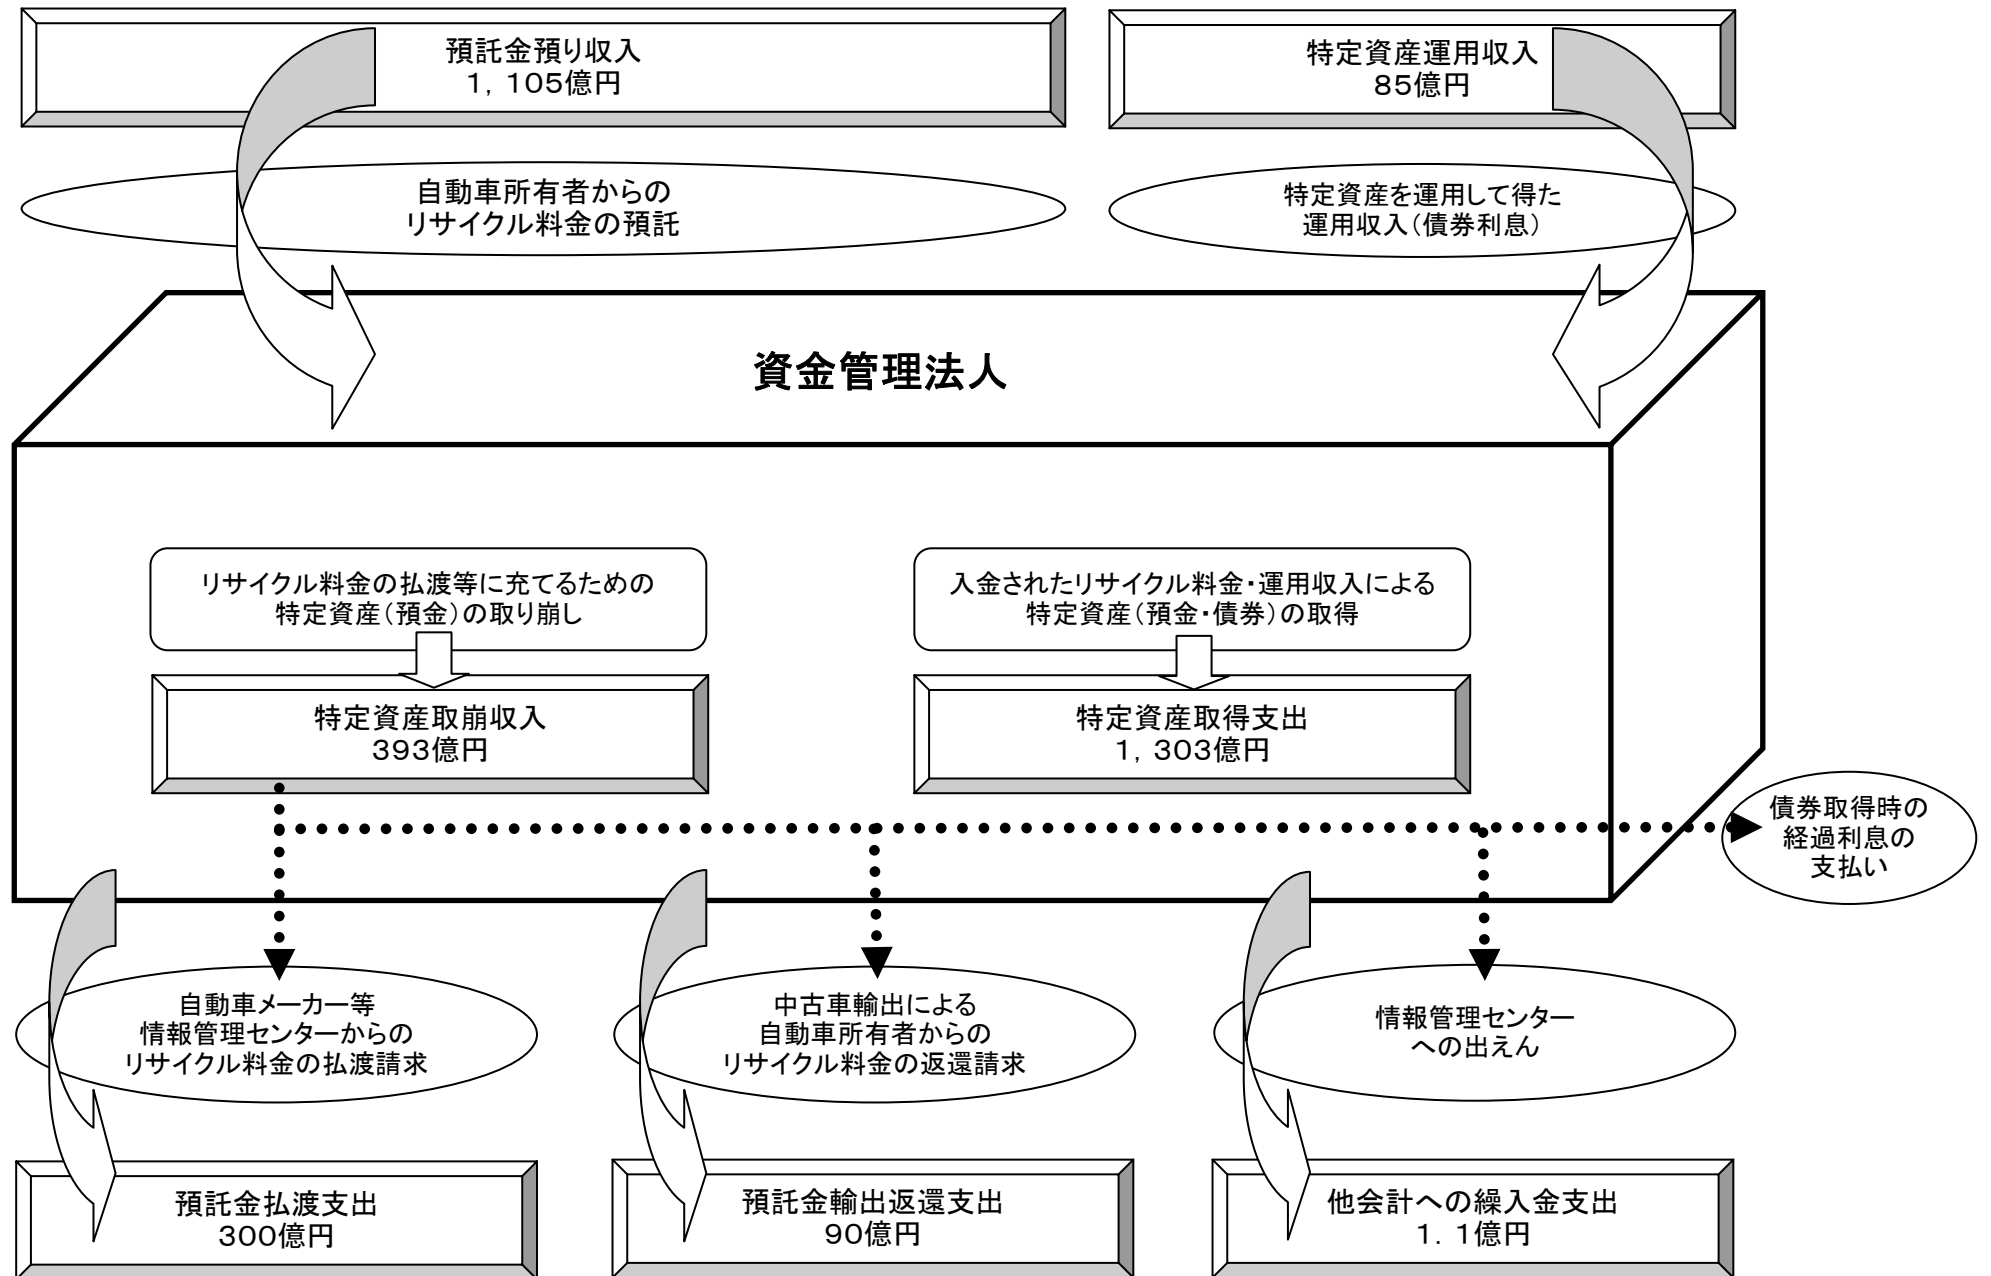 預託金預り収入
１，１０５億円
特定資産運用収入
８５億円
自動車所有者からの
リサイクル料金の預託
特定資産を運用して得た
運用収入（債券利息）
資金管理法人
リサイクル料金の払渡等に充てるための
特定資産（預金）の取り崩し
入金されたリサイクル料金・運用収入による
特定資産（預金・債券）の取得
特定資産取崩収入
３９３億円
特定資産取得支出
１，３０３億円
債券取得時の
経過利息の
支払い
自動車メーカー等
情報管理センターからの
リサイクル料金の払渡請求
中古車輸出による
自動車所有者からの
リサイクル料金の返還請求
情報管理センター
への出えん
預託金払渡支出
３００億円
預託金輸出返還支出
９０億円
他会計への繰入金支出
１．１億円